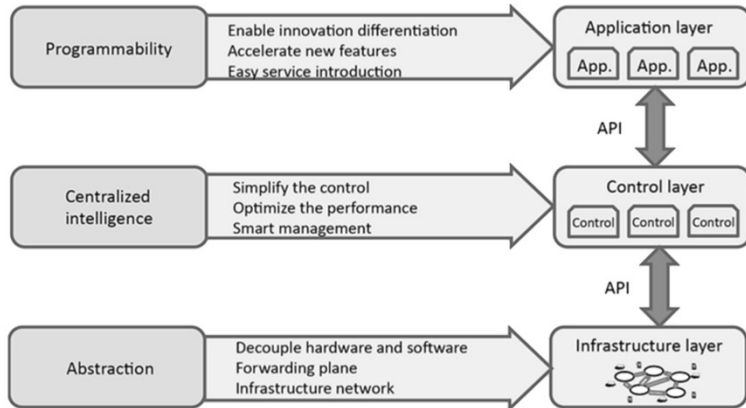 Programmability
Enable innovation differentiation
Accelerate new features
Easy service introduction
Application layer
App. App. App.
API
Centralized
intelligence
Simplify the control
Optimize the performance
Smart management
Control layer
Control Control Control
API
Abstraction
Decouple hardware and software
Forwarding plane
Infrastructure network
Infrastructure layer